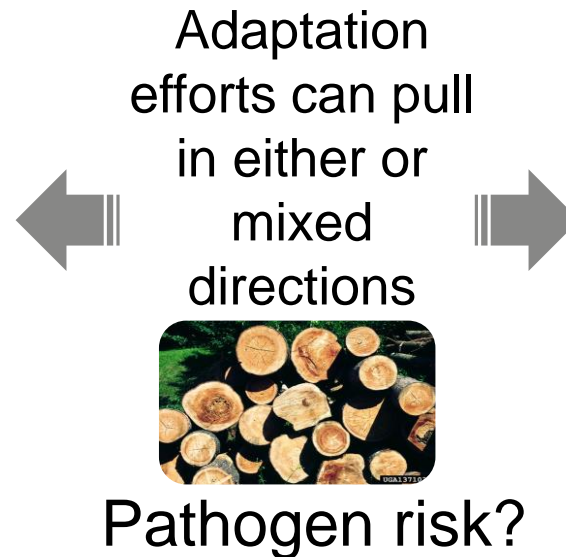 Adaptation
efforts can pull
in either or
mixed
directions
Pathogen risk?